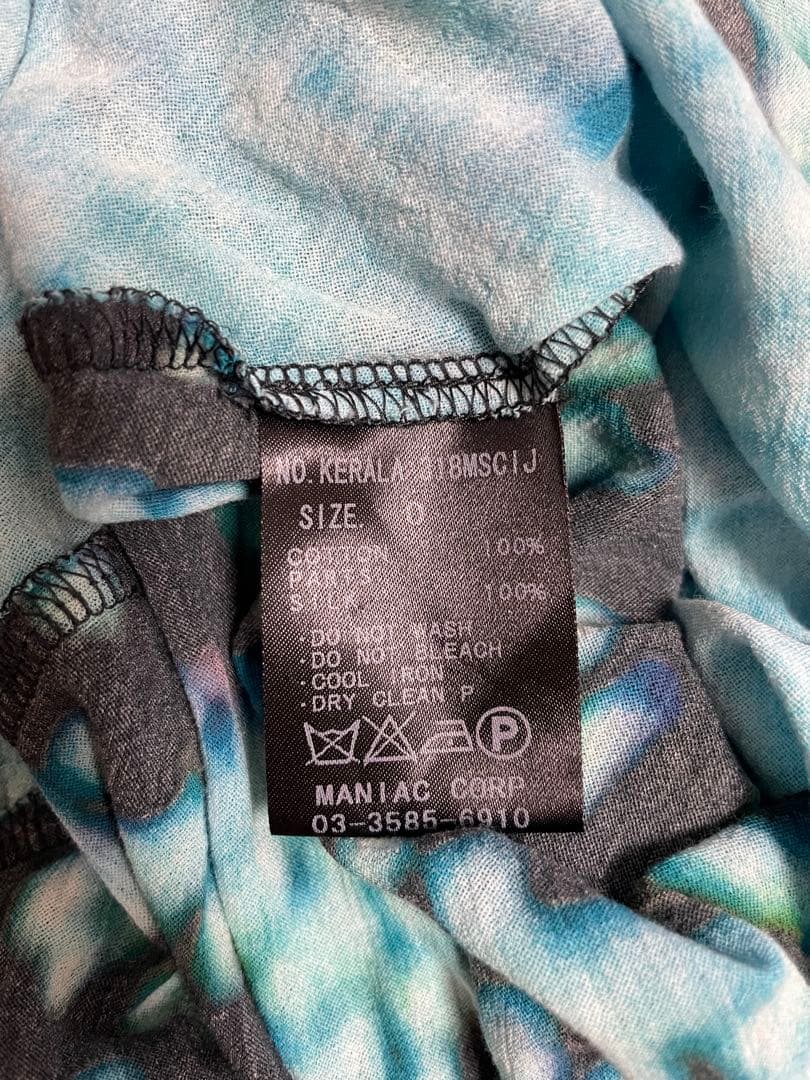 NO. KERALA 318MSCIJ
SIZE 0
COTTON 100%
PARTS
SILK 100%
·DO NOT WASH
·DO NOT BLEACH
·COOL IRON
·DRY CLEAN P
P
MANIAC CORP
03-3585-6910